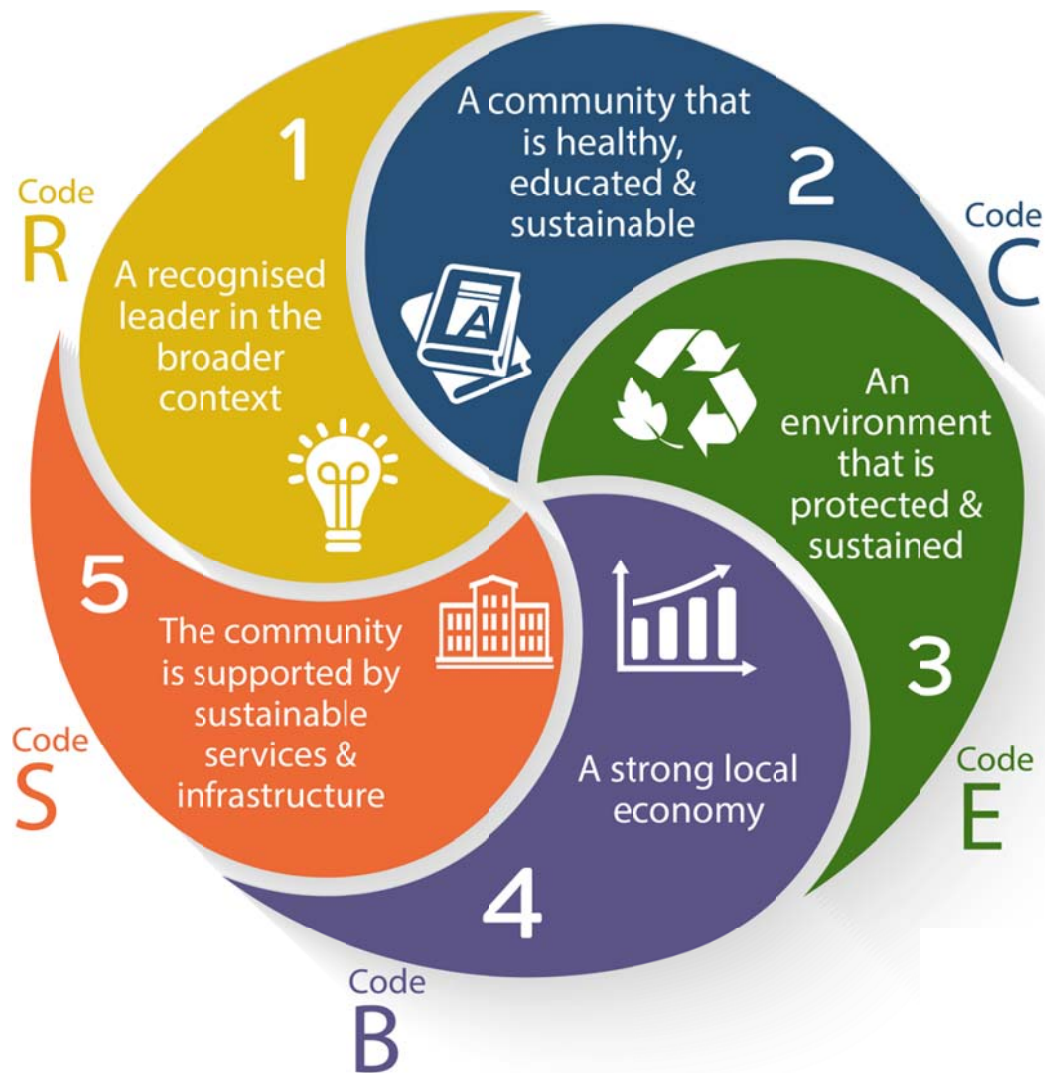 1
Code
R
A recognised
leader in the
broader
context
A community that
is healthy,
educated &
sustainable
2
Code
C
A
An
environment
that is
protected &
sustained
3
Code
E
A strong local
economy
4
Code
B
5
The community
is supported by
sustainable
services &
infrastructure
Code
S